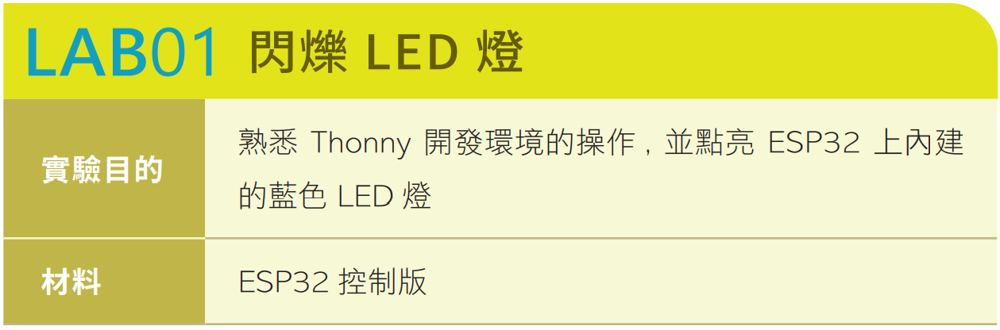 LAB01 閃爍 LED 燈
實驗目的
熟悉 Thonny 開發環境的操作，並點亮 ESP32 上內建
的藍色 LED 燈
材料
ESP32 控制版